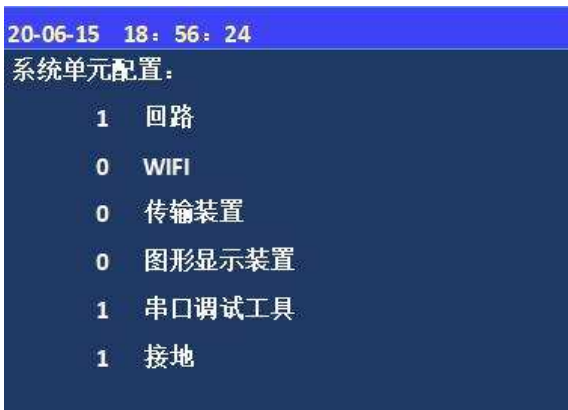 20-06-15 18：56：24
系统单元配置：
1 回路
0 WIFI
0 传输装置
0 图形显示装置
1 串口调试工具
1 接地